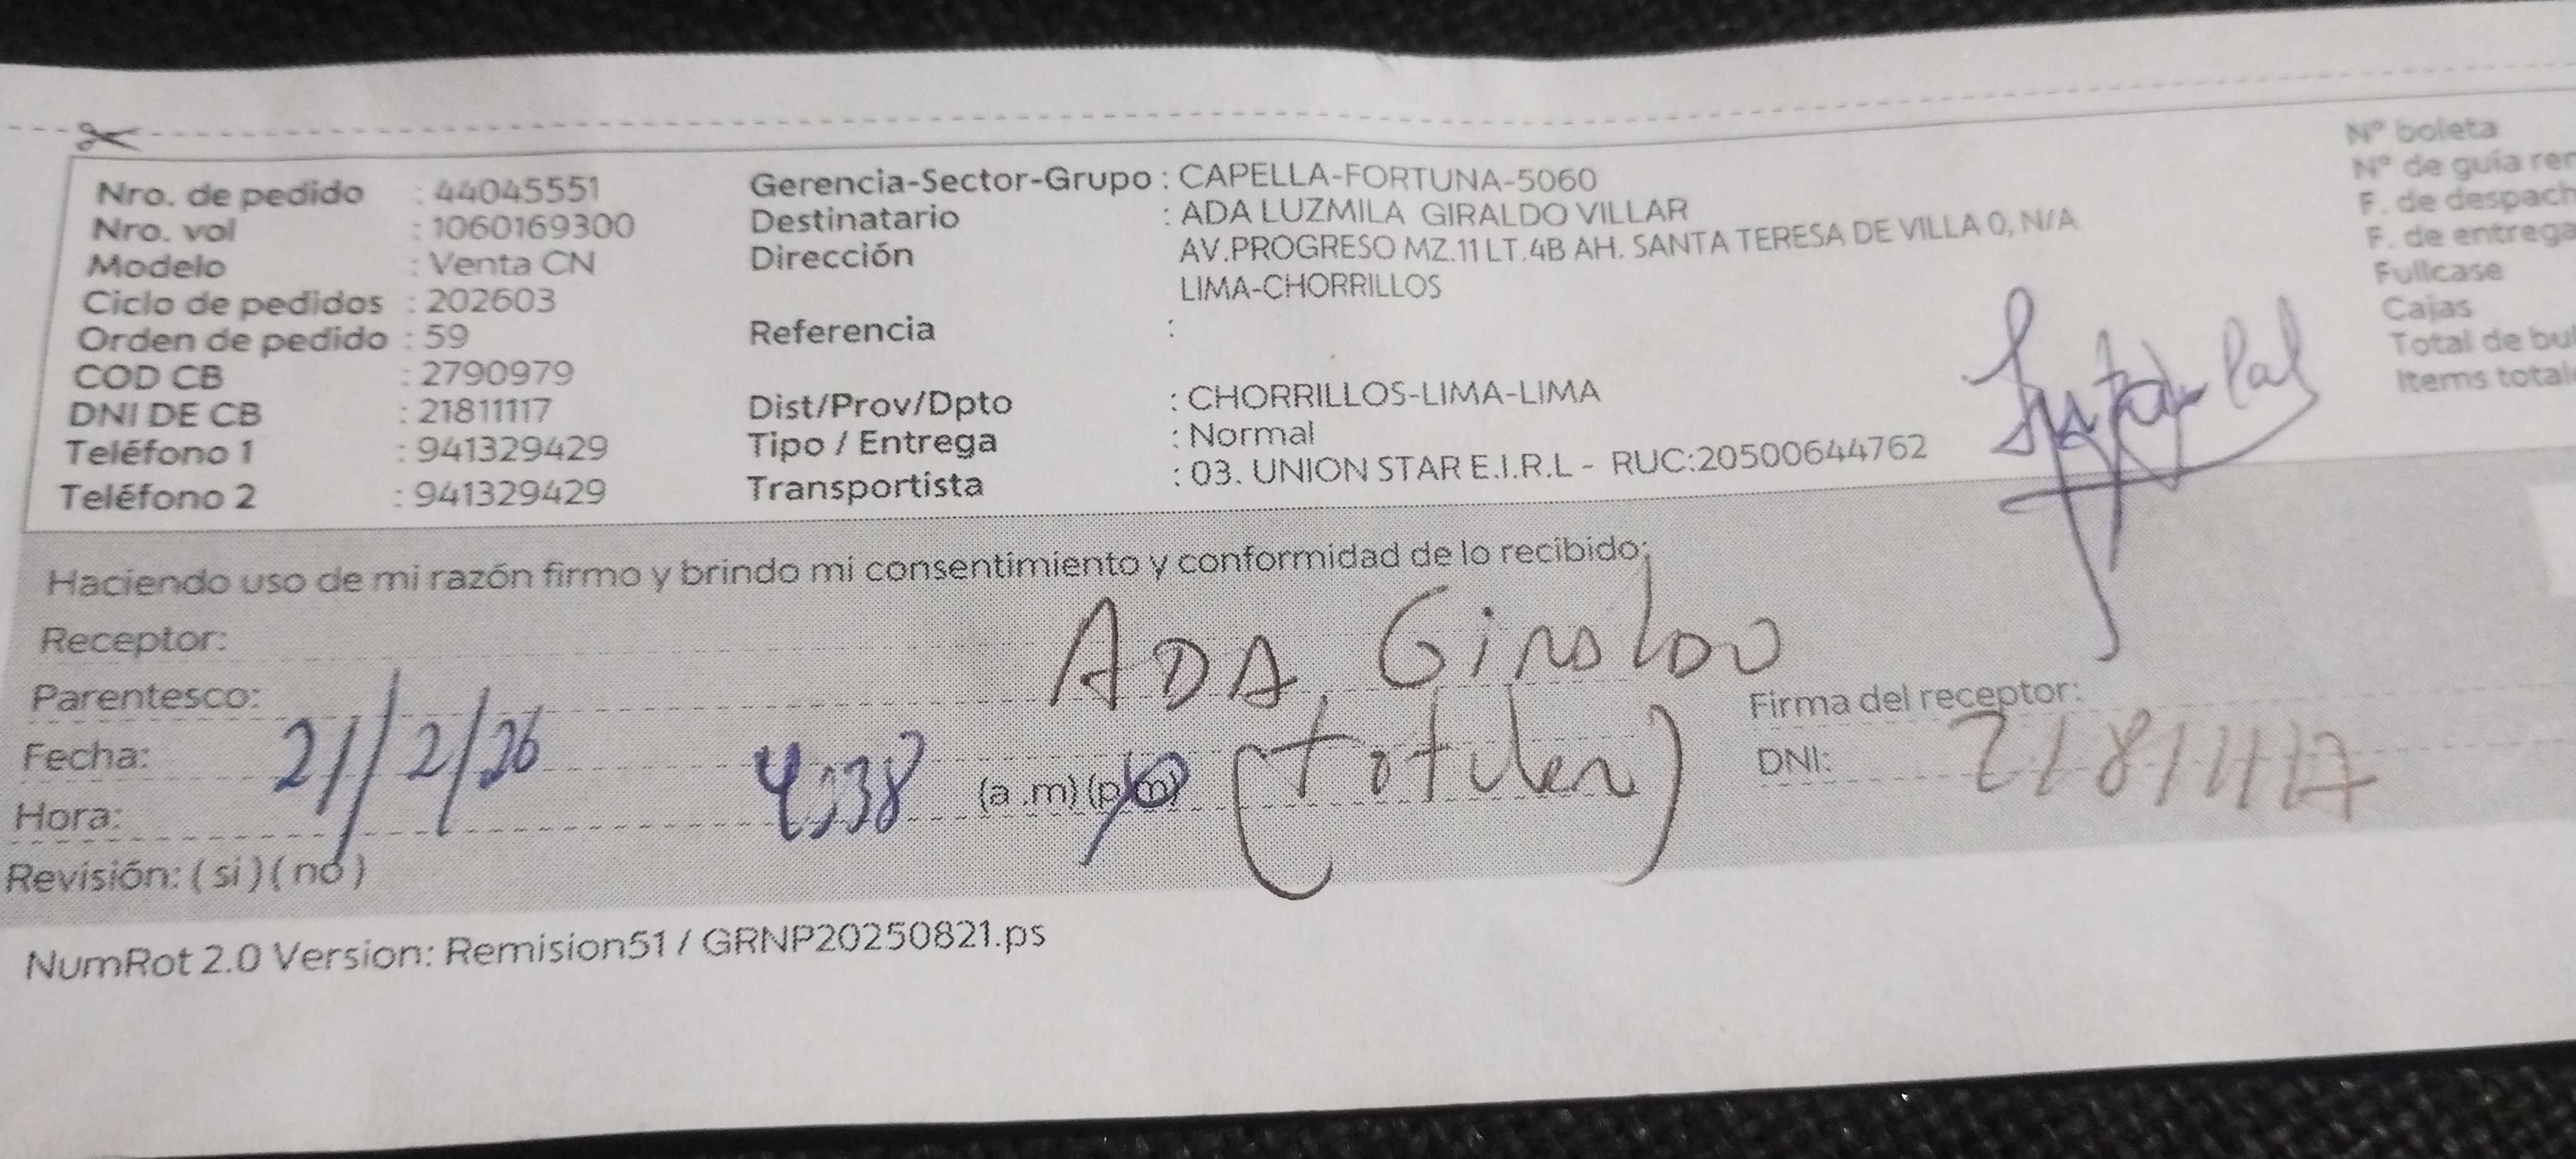 Nro. de pedido : 44045551
Nro. vol : 1060169300
Modelo : Venta CN
Ciclo de pedidos : 202603
Orden de pedido : 59
COD CB : 2790979
DNI DE CB : 21811117
Teléfono 1 : 941329429
Teléfono 2 : 941329429
Gerencia-Sector-Grupo : CAPELLA-FORTUNA-5060
Destinatario : ADA LUZMILA GIRALDO VILLAR
Dirección AV.PROGRESO MZ.11 LT.4B AH. SANTA TERESA DE VILLA 0, N/A
LIMA-CHORRILLOS
Referencia :
Dist/Prov/Dpto : CHORRILLOS-LIMA-LIMA
Tipo / Entrega : Normal
Transportista : 03. UNION STAR E.I.R.L - RUC:20500644762
N° boleta
N° de guía rem
F. de despach
F. de entrega
Fullcase
Cajas
Total de bul
Items total
Haciendo uso de mi razón firmo y brindo mi consentimiento y conformidad de lo recibido:
Receptor: ADA Giraldo
Parentesco: (titular)
Fecha: 21/2/26
Hora: 4:38 (a .m) (p.m)
Firma del receptor:
DNI: 21811117
Revisión: ( si ) ( no )
NumRot 2.0 Version: Remision51 / GRNP20250821.ps